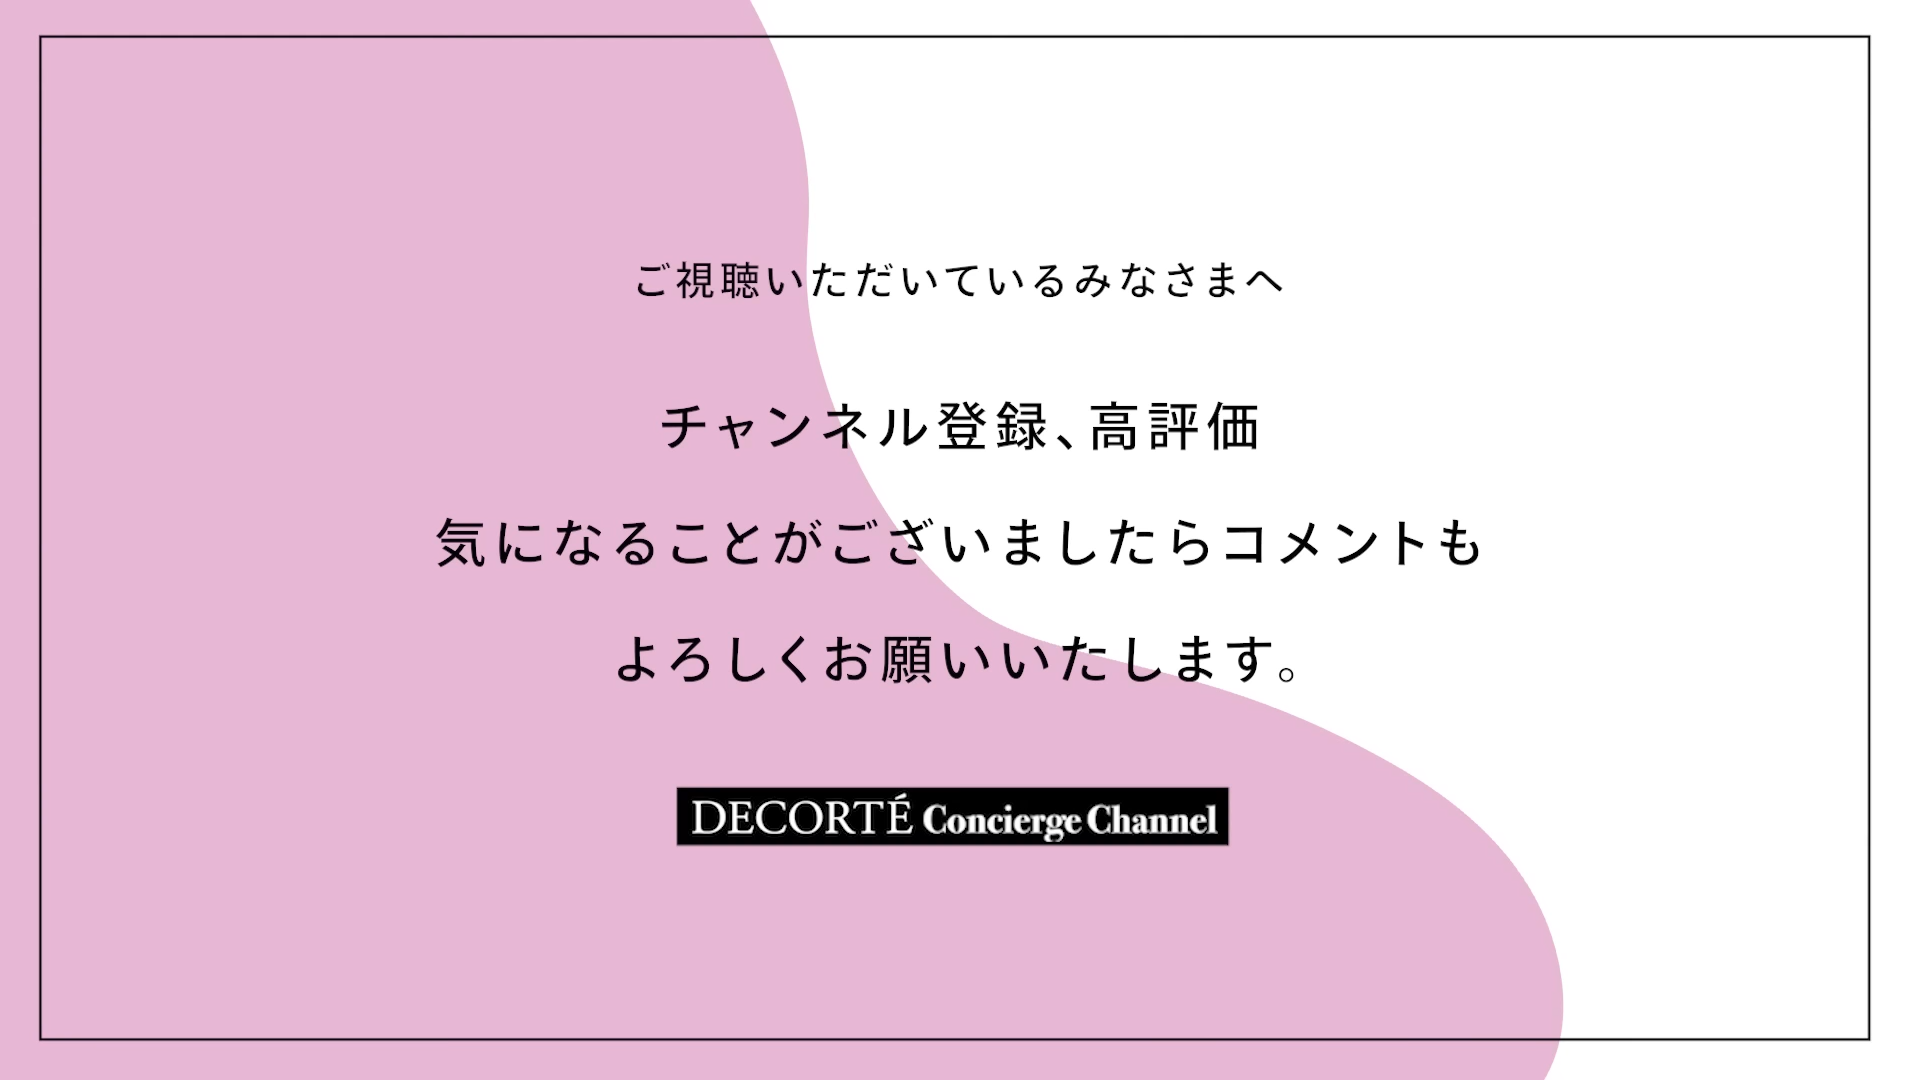 ご視聴いただいているみなさまへ
チャンネル登録、高評価
気になることがございましたらコメントも
よろしくお願いいたします。
DECORTÉ Concierge Channel